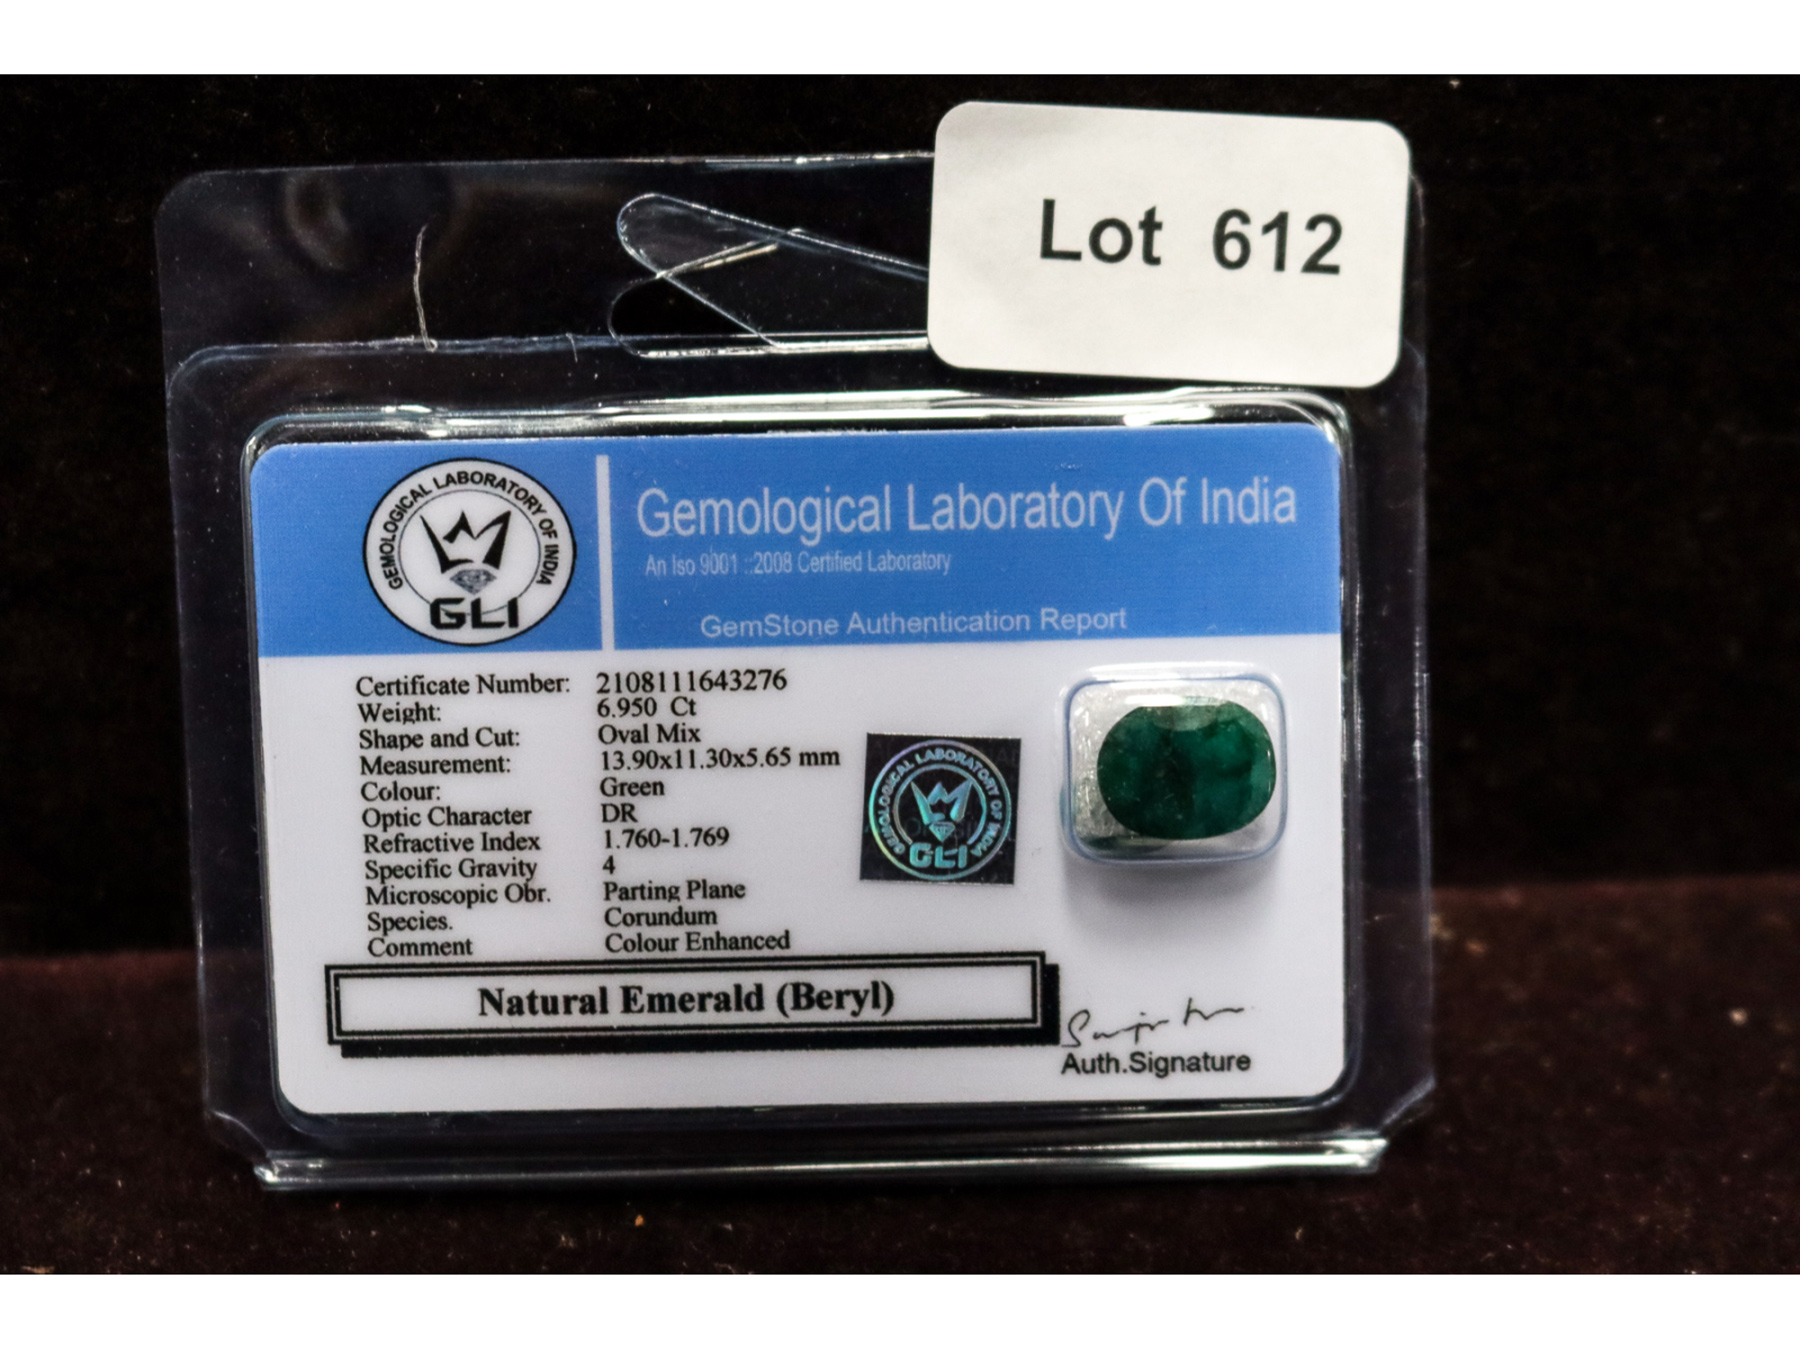 Lot 612
GEMOLOGICAL LABORATORY OF INDIA
GLI
Gemological Laboratory Of India
An Iso 9001 ::2008 Certified Laboratory
GemStone Authentication Report
Certificate Number: 2108111643276
Weight: 6.950 Ct
Shape and Cut: Oval Mix
Measurement: 13.90x11.30x5.65 mm
Colour: Green
Optic Character DR
Refractive Index 1.760-1.769
Specific Gravity 4
Microscopic Obr. Parting Plane
Species. Corundum
Comment Colour Enhanced
GEMOLOGICAL LABORATORY OF INDIA
GLI
Natural Emerald (Beryl)
Auth.Signature